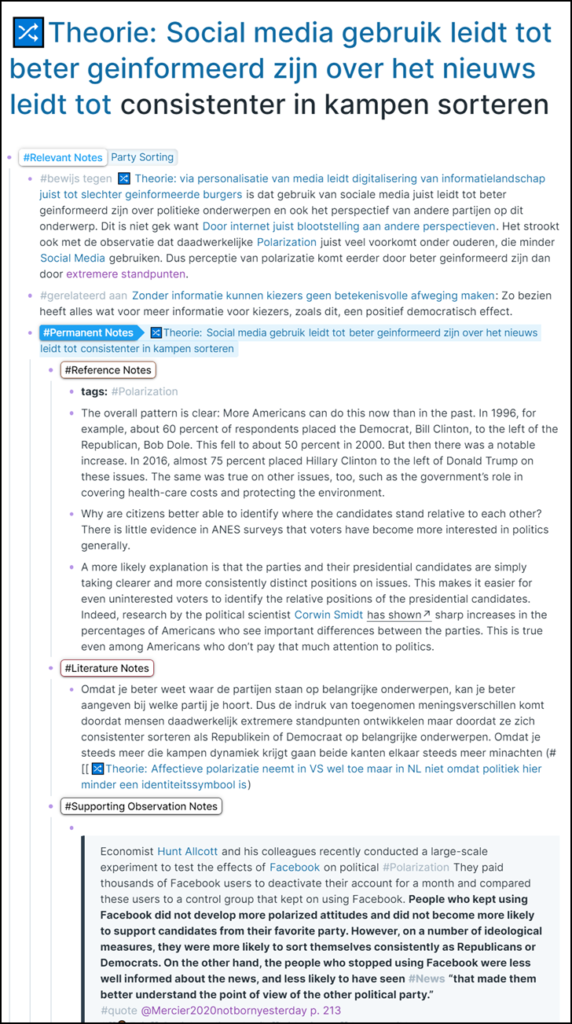 Theorie: Social media gebruik leidt tot
beter geinformeerd zijn over het nieuws
leidt tot consistenter in kampen sorteren
#Relevant Notes Party Sorting
#bewijs tegen Theorie: via personalisatie van media leidt digitalisering van informatielandschap
juist tot slechter geinformeerde burgers is dat gebruik van sociale media juist leidt tot beter
geinformeerd zijn over politieke onderwerpen en ook het perspectief van andere partijen op dit
onderwerp. Dit is niet gek want Door internet juist blootstelling aan andere perspectieven. Het strookt
ook met de observatie dat daadwerkelijke Polarization juist veel voorkomt onder ouderen, die minder
Social Media gebruiken. Dus perceptie van polarizatie komt eerder door beter geinformeerd zijn dan
door extremere standpunten.
#gerelateerd aan Zonder informatie kunnen kiezers geen betekenisvolle afweging maken: Zo bezien
heeft alles wat voor meer informatie voor kiezers, zoals dit, een positief democratisch effect.
#Permanent Notes Theorie: Social media gebruik leidt tot beter geinformeerd zijn over het nieuws
leidt tot consistenter in kampen sorteren
#Reference Notes
tags: #Polarization
The overall pattern is clear: More Americans can do this now than in the past. In 1996, for
example, about 60 percent of respondents placed the Democrat, Bill Clinton, to the left of the
Republican, Bob Dole. This fell to about 50 percent in 2000. But then there was a notable
increase. In 2016, almost 75 percent placed Hillary Clinton to the left of Donald Trump on
these issues. The same was true on other issues, too, such as the government's role in
covering health-care costs and protecting the environment.
Why are citizens better able to identify where the candidates stand relative to each other?
There is little evidence in ANES surveys that voters have become more interested in politics
generally.
A more likely explanation is that the parties and their presidential candidates are simply
taking clearer and more consistently distinct positions on issues. This makes it easier for
even uninterested voters to identify the relative positions of the presidential candidates.
Indeed, research by the political scientist Corwin Smidt has shown↗ sharp increases in the
percentages of Americans who see important differences between the parties. This is true
even among Americans who don't pay that much attention to politics.
#Literature Notes
Omdat je beter weet waar de partijen staan op belangrijke onderwerpen, kan je beter
aangeven bij welke partij je hoort. Dus de indruk van toegenomen meningsverschillen komt
doordat mensen daadwerkelijk extremere standpunten ontwikkelen maar doordat ze zich
consistenter sorteren als Republikein of Democraat op belangrijke onderwerpen. Omdat je
steeds meer die kampen dynamiek krijgt gaan beide kanten elkaar steeds meer minachten (#
[[Theorie: Affectieve polarizatie neemt in VS wel toe maar in NL niet omdat politiek hier
minder een identiteitssymbool is)
#Supporting Observation Notes
Economist Hunt Allcott and his colleagues recently conducted a large-scale
experiment to test the effects of Facebook on political #Polarization They paid
thousands of Facebook users to deactivate their account for a month and compared
these users to a control group that kept on using Facebook. People who kept using
Facebook did not develop more polarized attitudes and did not become more likely
to support candidates from their favorite party. However, on a number of ideological
measures, they were more likely to sort themselves consistently as Republicans or
Democrats. On the other hand, the people who stopped using Facebook were less
well informed about the news, and less likely to have seen #News "that made them
better understand the point of view of the other political party."
#quote @Mercier2020notbornyesterday p. 213